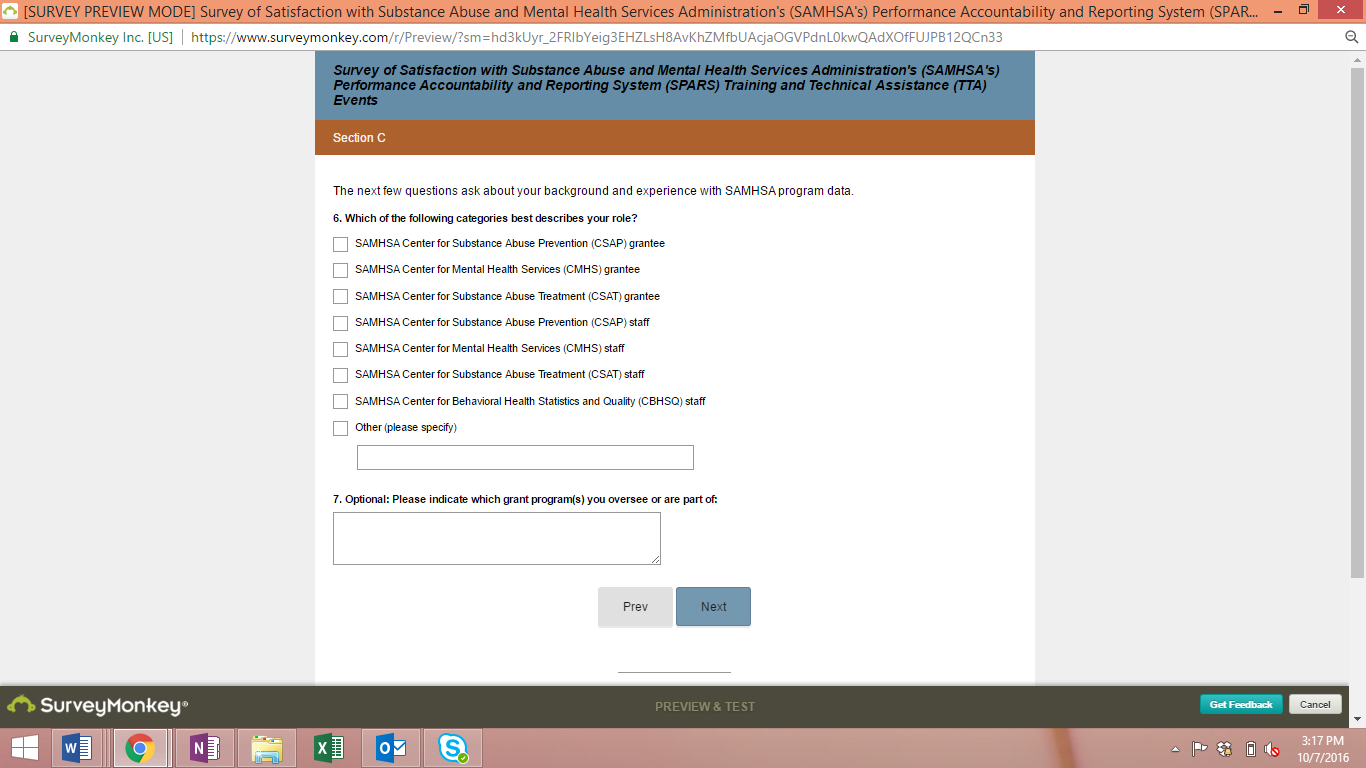 [SURVEY PREVIEW MODE] Survey of Satisfaction with Substance Abuse and Mental Health Services Administration's (SAMHSA's) Performance Accountability and Reporting System (SPAR...
SurveyMonkey Inc. [US] https://www.surveymonkey.com/r/Preview/?sm=hd3kUyr_2FRIbYeig3EHZLsH8AvKhZMfbUAcjaOGVPdnL0kwQAdXOfFUJPB12QCn33
Survey of Satisfaction with Substance Abuse and Mental Health Services Administration's (SAMHSA's)
Performance Accountability and Reporting System (SPARS) Training and Technical Assistance (TTA)
Events
Section C
The next few questions ask about your background and experience with SAMHSA program data.
6. Which of the following categories best describes your role?
SAMHSA Center for Substance Abuse Prevention (CSAP) grantee
SAMHSA Center for Mental Health Services (CMHS) grantee
SAMHSA Center for Substance Abuse Treatment (CSAT) grantee
SAMHSA Center for Substance Abuse Prevention (CSAP) staff
SAMHSA Center for Mental Health Services (CMHS) staff
SAMHSA Center for Substance Abuse Treatment (CSAT) staff
SAMHSA Center for Behavioral Health Statistics and Quality (CBHSQ) staff
Other (please specify)
7. Optional: Please indicate which grant program(s) you oversee or are part of:
Prev Next
SurveyMonkey® PREVIEW & TEST Get Feedback Cancel
3:17 PM
10/7/2016